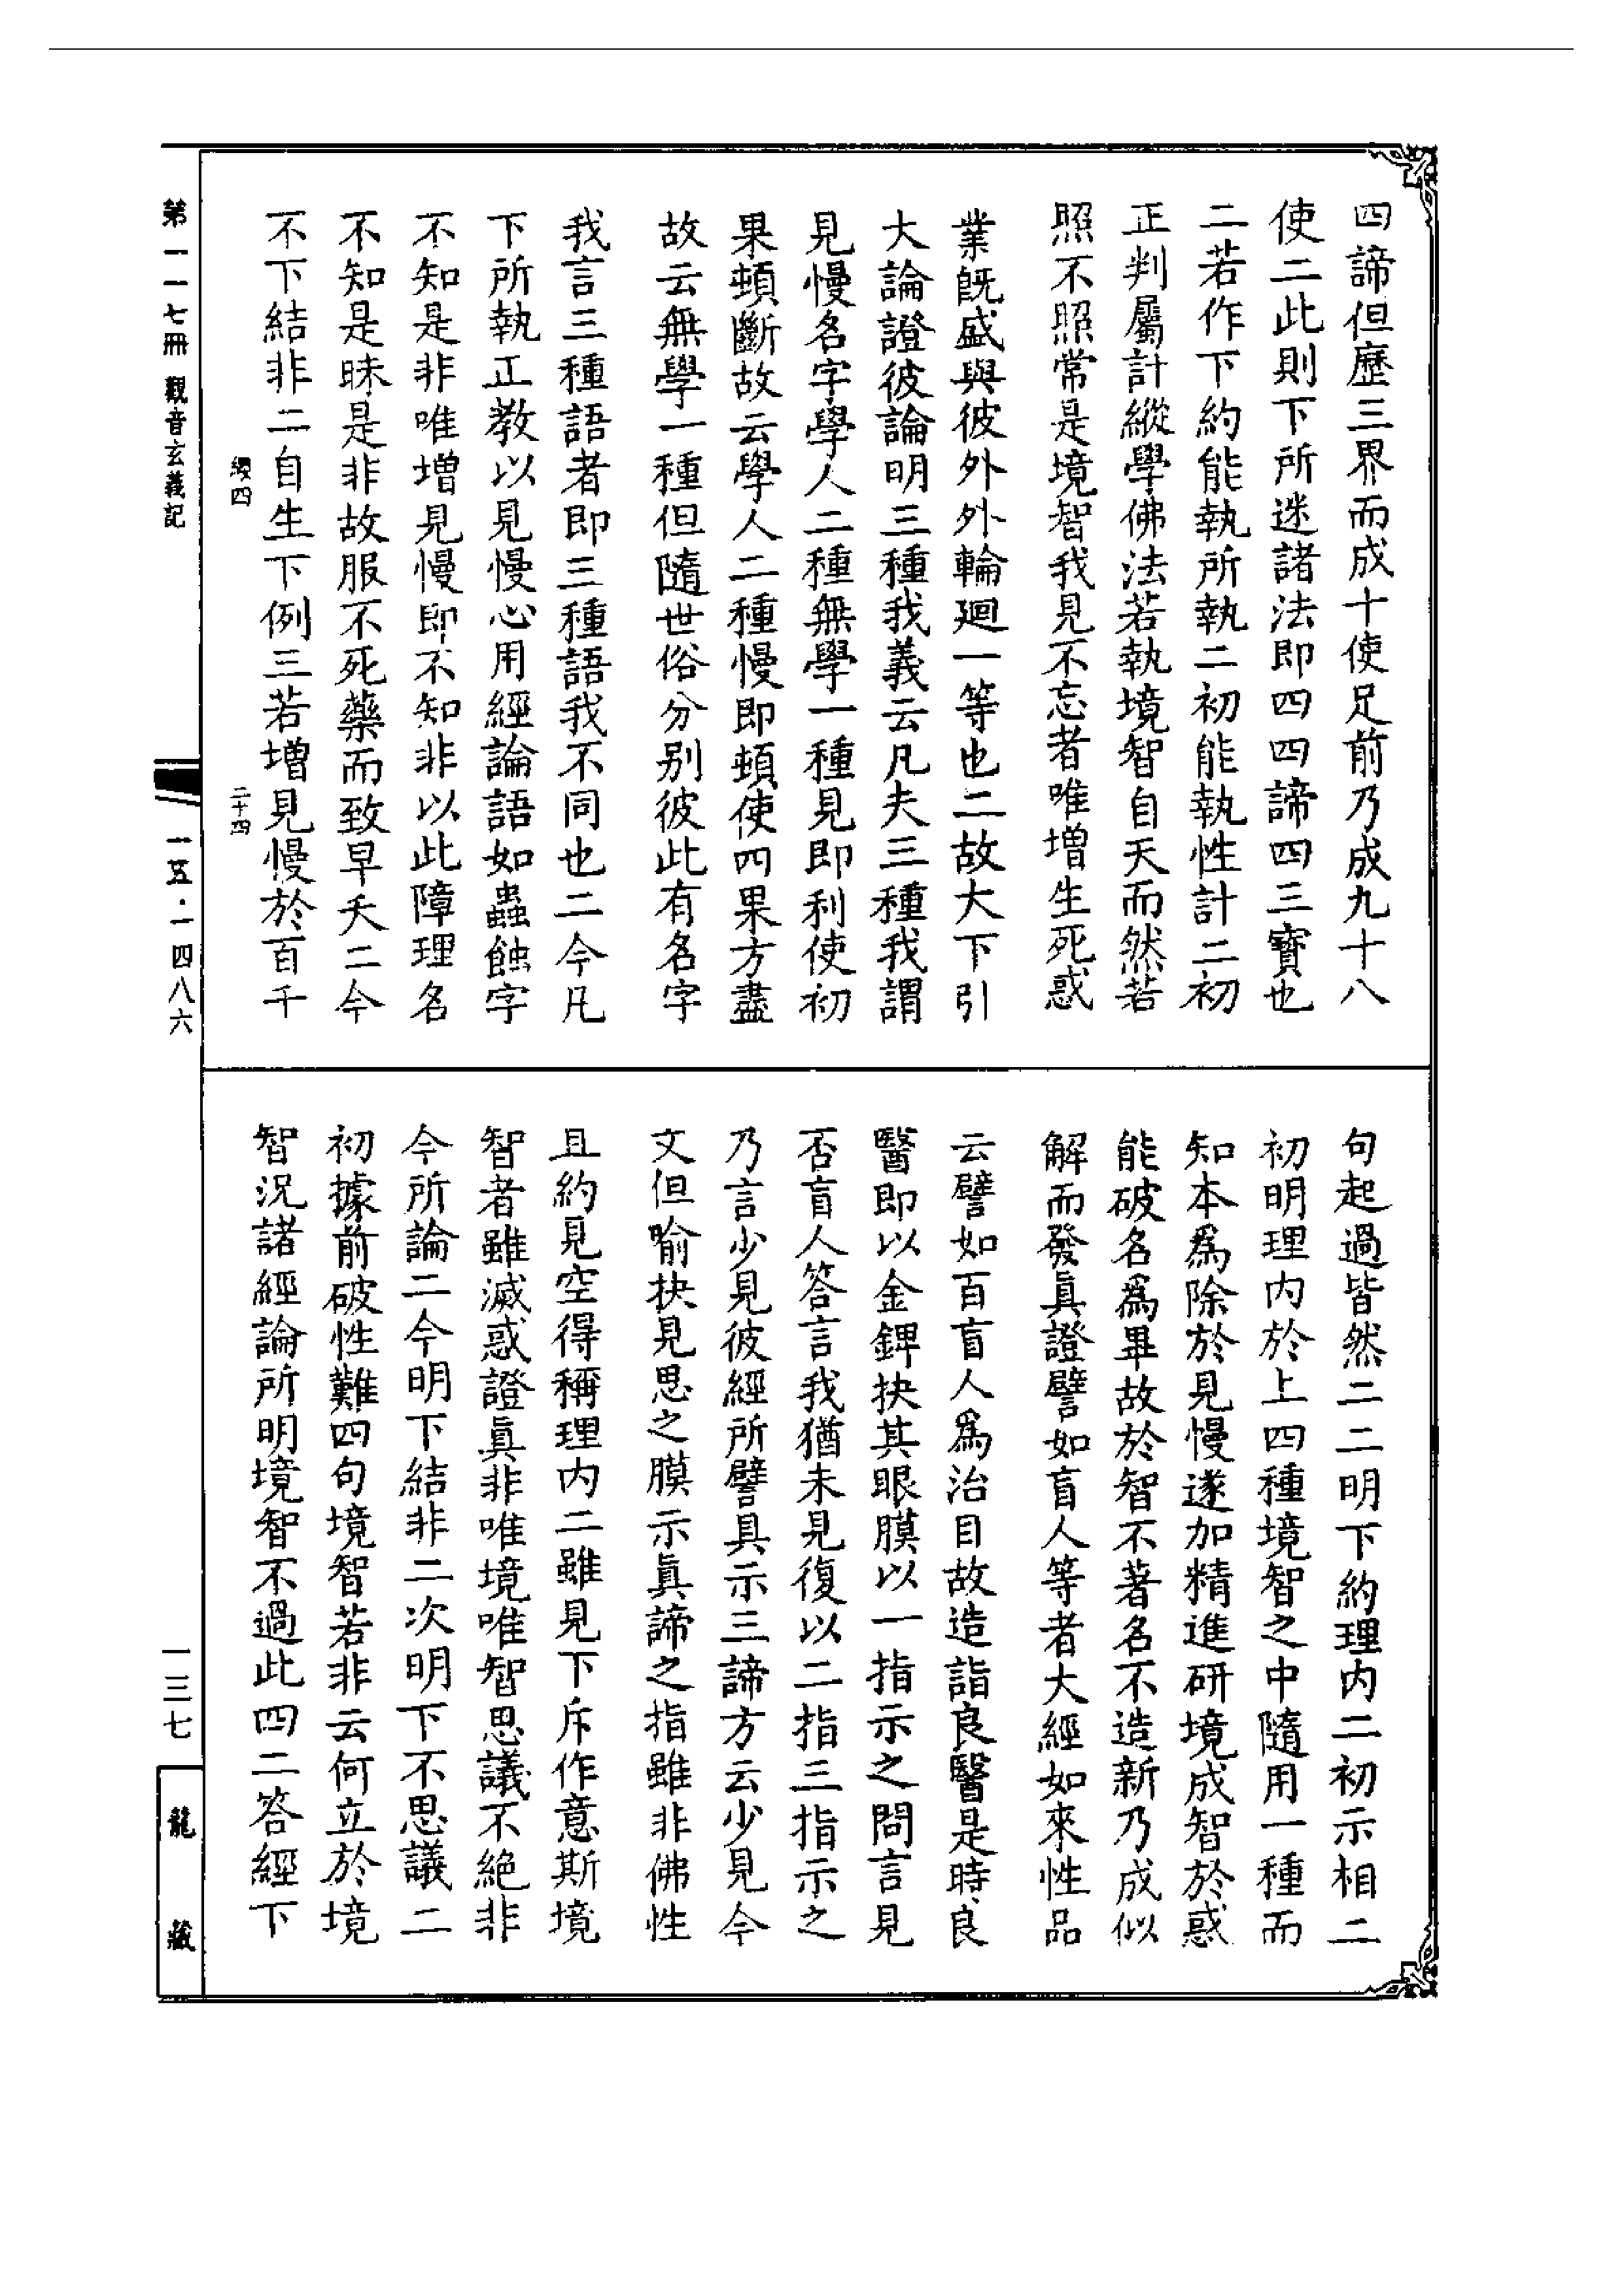 四諦但歷三界而成十使足前乃成九十八
使二此則下所迷諸法即四四諦四三寶也
二若作下約能執所執二初能執性計二初
正判屬計縱學佛法若執境智自天而然若
照不照常是境智我見不忘者唯增生死惑
業既盛與彼外外輪廻一等也二故大下引
大論證彼論明三種我義云凡夫三種我謂
見慢名字學人二種無學一種見即利使初
果頓斷故云學人二種慢即頓使四果方盡
故云無學一種但隨世俗分別彼此有名字
我言三種語者即三種語我不同也二今凡
下所執正教以見慢心用經論語如蟲蝕字
不知是非唯增見慢即不知非以此障理名
不知是昧是非故服不死藥而致早夭二今
不下結非二自生下例三若增見慢於百千
句起過皆然二二明下約理内二初示相二
初明理内於上四種境智之中隨用一種而
知本爲除於見慢遂加精進研境成智於惑
能破名爲畢故於智不著名不造新乃成似
解而發眞證譬如盲人等者大經如來性品
云譬如百盲人爲治目故造詣良醫是時良
醫即以金錍抉其眼膜以一指示之問言見
否盲人答言我猶未見復以二指三指示之
乃言少見彼經所譬具示三諦方云少見今
文但喻抉見思之膜示眞諦之指雖非佛性
且約見空得稱理内二雖見下斥作意斯境
智者雖滅惑證眞非唯境唯智思議不絕非
今所論二今明下結非二次明下不思議二
初據前破性難四句境智若非云何立於境
智況諸經論所明境智不過此四二答經下
纓四
二十四
第一一七冊 觀音玄義記
一五·一四八六
一三七
龍藏